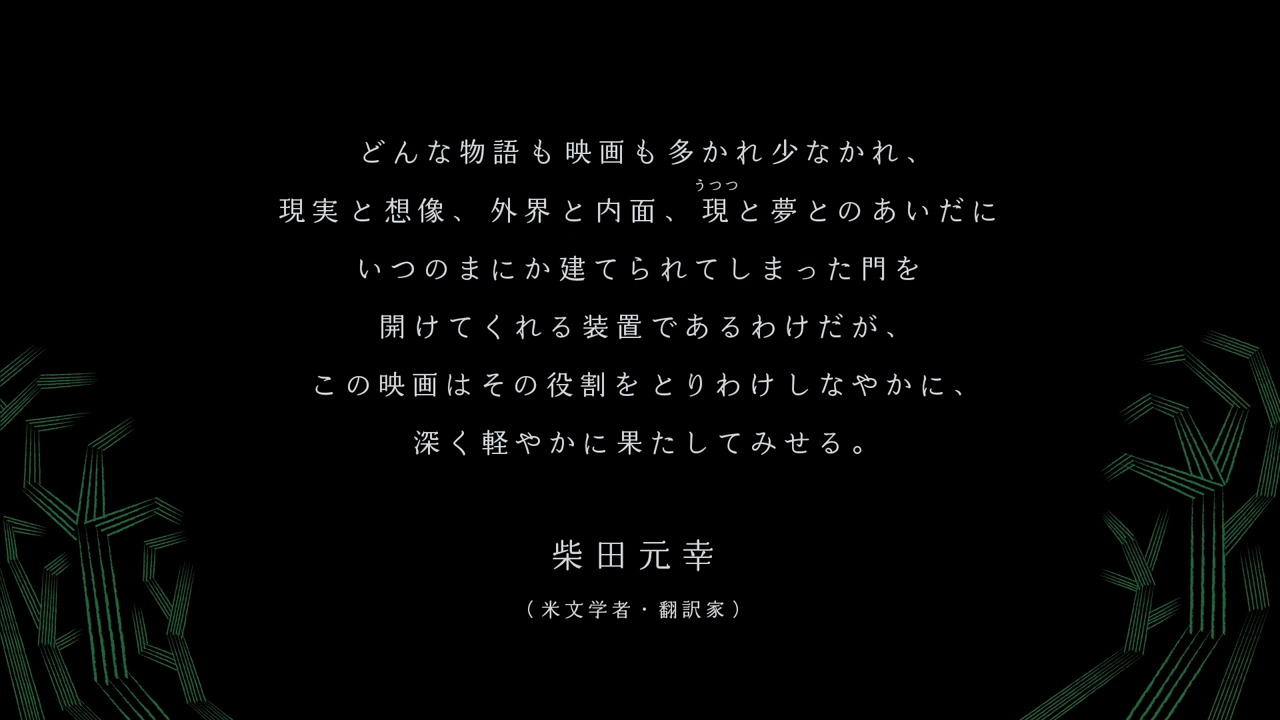 どんな物語も映画も多かれ少なかれ、
うつつ
現実と想像、外界と内面、現と夢とのあいだに
いつのまにか建てられてしまった門を
開けてくれる装置であるわけだが、
この映画はその役割をとりわけしなやかに、
深く軽やかに果たしてみせる。
柴田元幸
（米文学者・翻訳家）